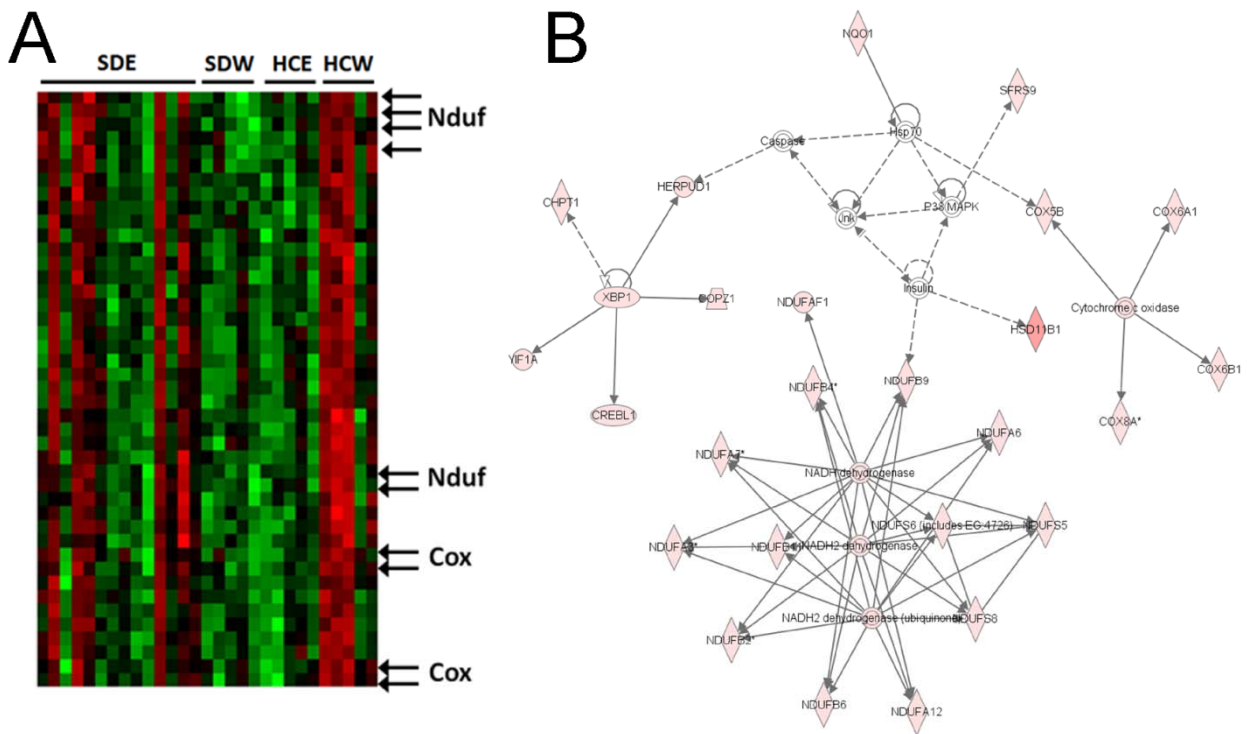 A
B
SDE SDW HCE HCW
Nduf
Nduf
Cox
Cox
NQO1
SFRS9
Caspase
Hsp70
HERPUD1
CHPT1
Jnk
P38 MAPK
COX5B
COX6A1
XBP1
COPZ1
NDUFAF1
Insulin
Cytochrome c oxidase
HSD11B1
YIF1A
COX6B1
CREBL1
NDUFB4*
NDUFB9
COX8A*
NDUFA6
NDUFA7*
NADH dehydrogenase
NDUFS6 (includes EG:4726)
NDUFS5
NADH2 dehydrogenase
NADH2 dehydrogenase (ubiquinone)
NDUFS8
NDUFB2*
NDUFB6
NDUFA12